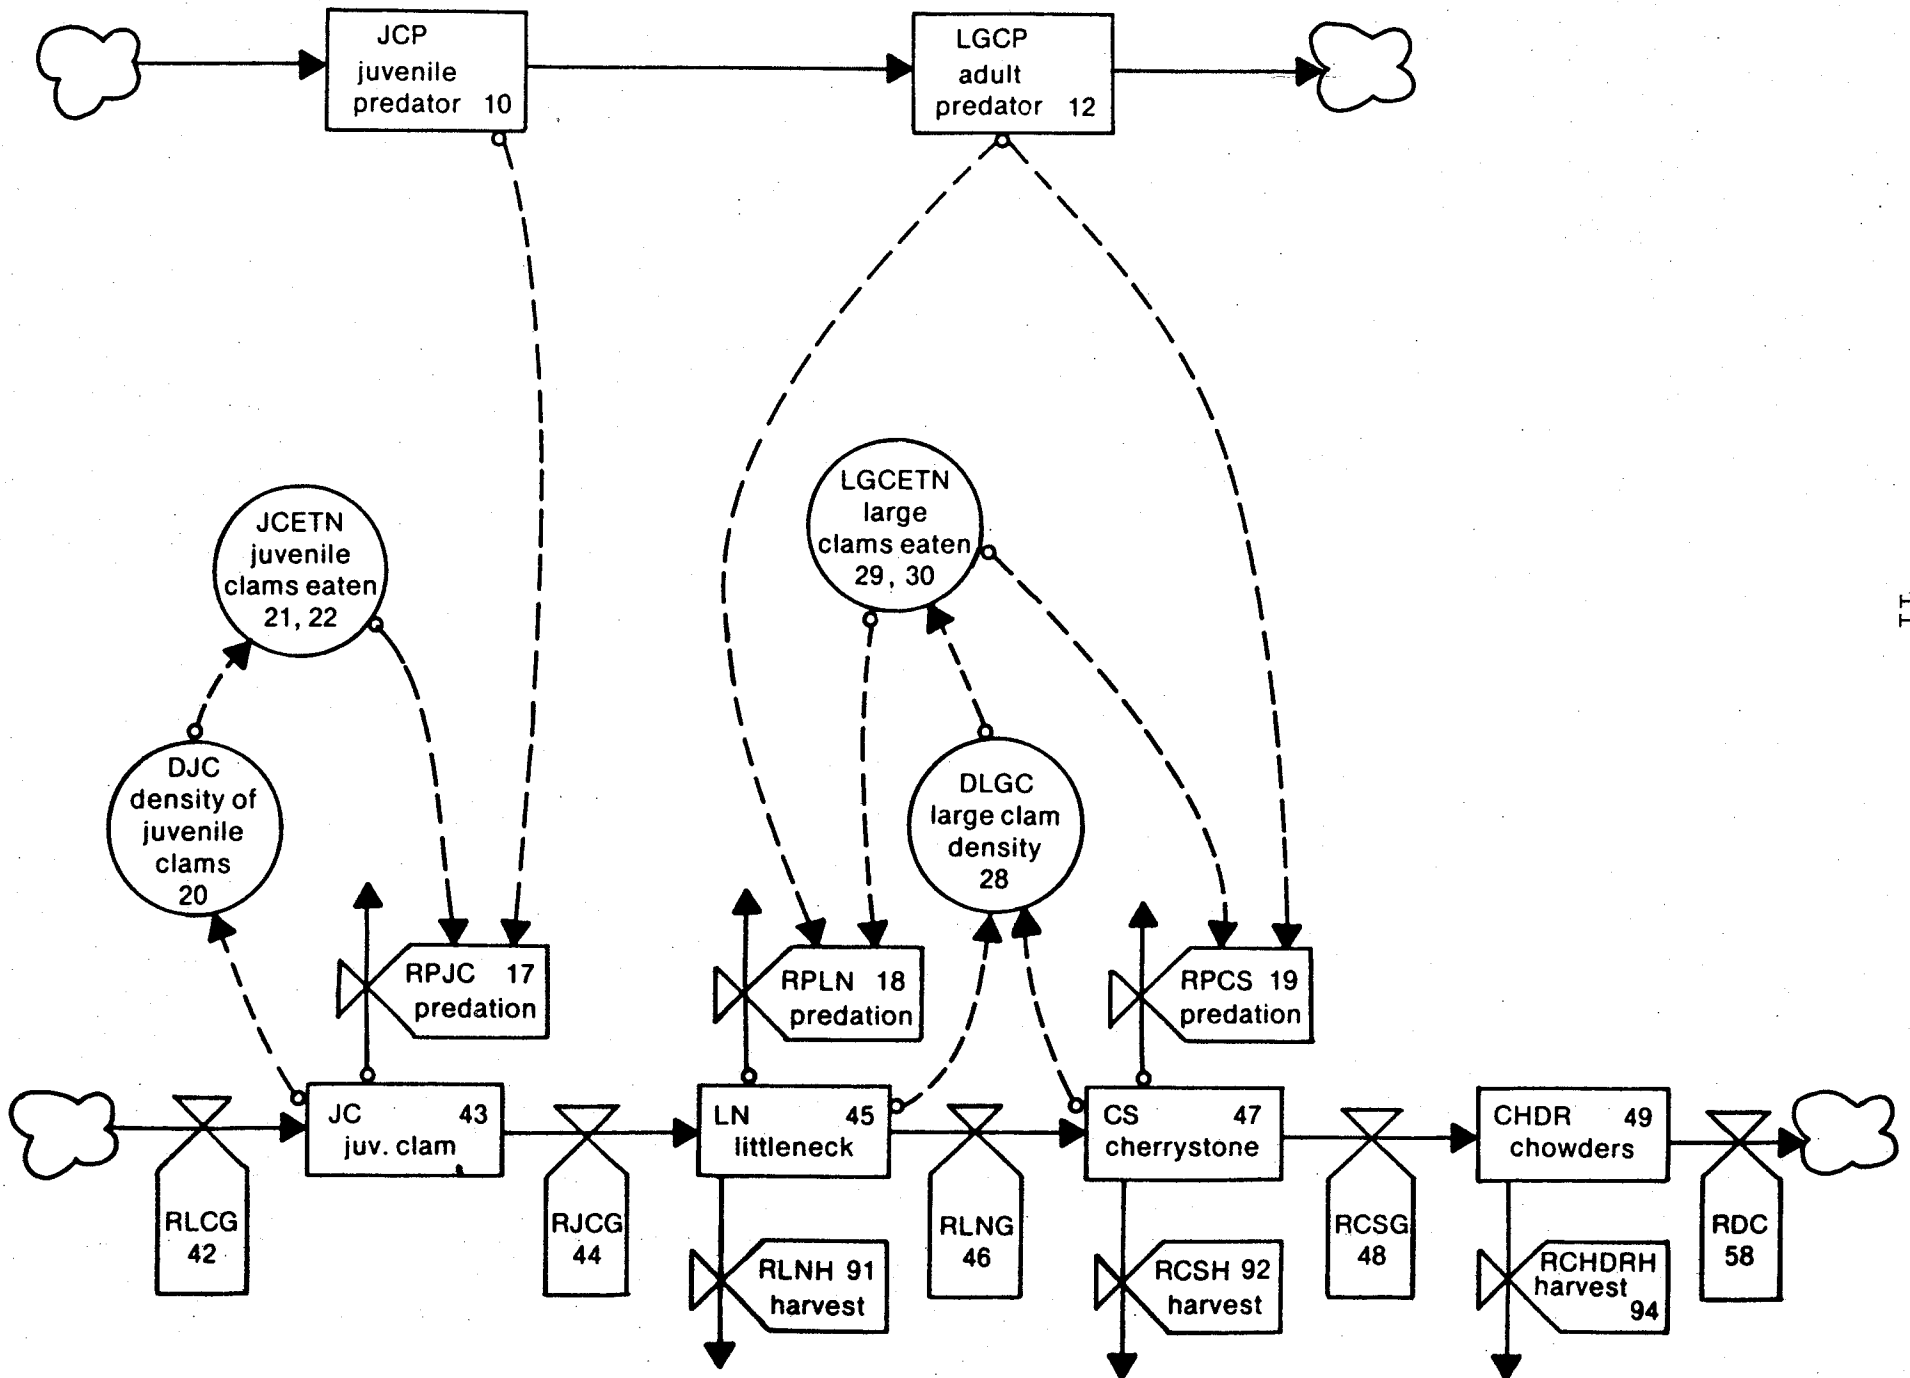 JCP
juvenile
predator 10
LGCP
adult
predator 12
LGCETN
large
clams eaten
29, 30
JCETN
juvenile
clams eaten
21, 22
11
DJC
density of
juvenile
clams
20
DLGC
large clam
density
28
RPJC 17
predation
RPLN 18
predation
RPCS 19
predation
JC 43
juv. clam
LN 45
littleneck
CS 47
cherrystone
CHDR 49
chowders
RLCG
42
RJCG
44
RLNG
46
RCSG
48
RDC
58
RLNH 91
harvest
RCSH 92
harvest
RCHDRH
harvest
94